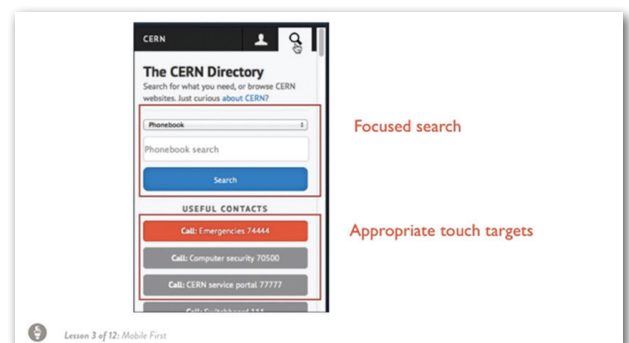 CERN
The CERN Directory
Search for what you need, or browse CERN
websites. Just curious about CERN?
Phonebook
Phonebook search
Search
Focused search
USEFUL CONTACTS
Call: Emergencies 74444
Call: Computer security 70500
Call: CERN service portal 77777
Appropriate touch targets
Lesson 3 of 12: Mobile First